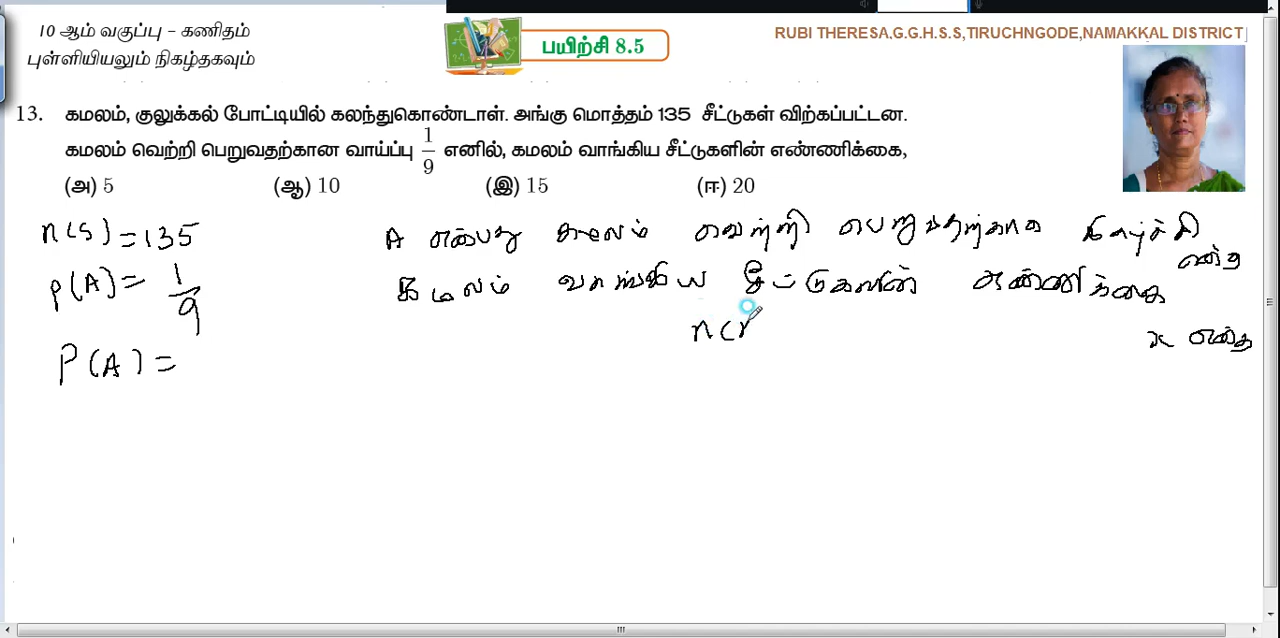 10 ஆம் வகுப்பு – கணிதம்
புள்ளியியலும் நிகழ்தகவும்
பயிற்சி 8.5
RUBI THERESA,G.G.H.S.S,TIRUCHNGODE,NAMAKKAL DISTRICT
13. கமலம், குலுக்கல் போட்டியில் கலந்துகொண்டாள். அங்கு மொத்தம் 135 சீட்டுகள் விற்கப்பட்டன.
கமலம் வெற்றி பெறுவதற்கான வாய்ப்பு 1/9 எனில், கமலம் வாங்கிய சீட்டுகளின் எண்ணிக்கை,
(அ) 5 (ஆ) 10 (இ) 15 (ஈ) 20
n(S) = 135
A என்பது கமலம் வெற்றி பெறுவதற்கான நிகழ்ச்சி என்க
P(A) = 1/9
கமலம் வாங்கிய சீட்டுகளின் எண்ணிக்கை
x என்க
n(
P(A) =